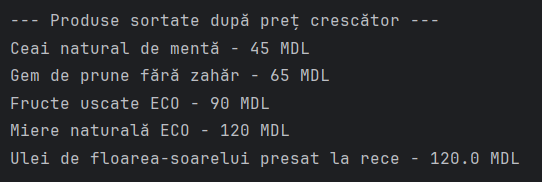 --- Produse sortate după preț crescător ---
Ceai natural de mentă - 45 MDL
Gem de prune fără zahăr - 65 MDL
Fructe uscate ECO - 90 MDL
Miere naturală ECO - 120 MDL
Ulei de floarea-soarelui presat la rece - 120.0 MDL